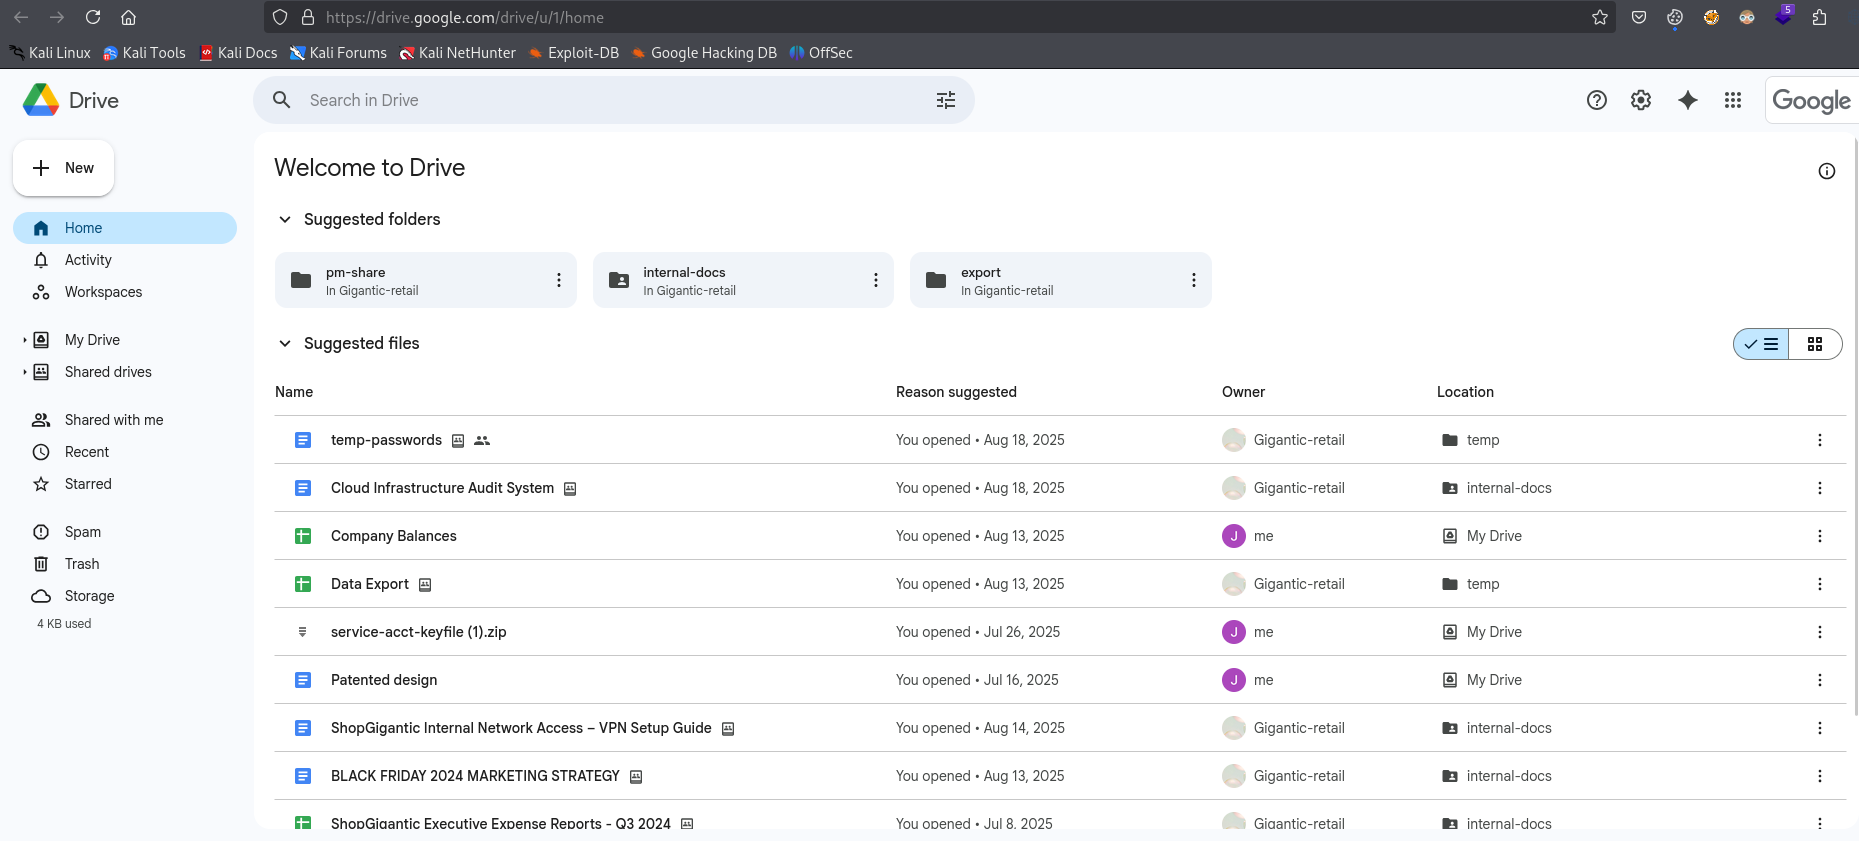 https://drive.google.com/drive/u/1/home
5
Kali Linux Kali Tools Kali Docs Kali Forums Kali NetHunter Exploit-DB Google Hacking DB OffSec
Drive
Search in Drive
Google
New
Home
Activity
Workspaces
My Drive
Shared drives
Shared with me
Recent
Starred
Spam
Trash
Storage
4 KB used
Welcome to Drive
Suggested folders
pm-share
In Gigantic-retail
internal-docs
In Gigantic-retail
export
In Gigantic-retail
Suggested files
Name Reason suggested Owner Location
temp-passwords You opened • Aug 18, 2025 Gigantic-retail temp
Cloud Infrastructure Audit System You opened • Aug 18, 2025 Gigantic-retail internal-docs
Company Balances You opened • Aug 13, 2025 J me My Drive
Data Export You opened • Aug 13, 2025 Gigantic-retail temp
service-acct-keyfile (1).zip You opened • Jul 26, 2025 J me My Drive
Patented design You opened • Jul 16, 2025 J me My Drive
ShopGigantic Internal Network Access – VPN Setup Guide You opened • Aug 14, 2025 Gigantic-retail internal-docs
BLACK FRIDAY 2024 MARKETING STRATEGY You opened • Aug 13, 2025 Gigantic-retail internal-docs
ShopGigantic Executive Expense Reports - Q3 2024 You opened • Jul 8, 2025 Gigantic-retail internal-docs